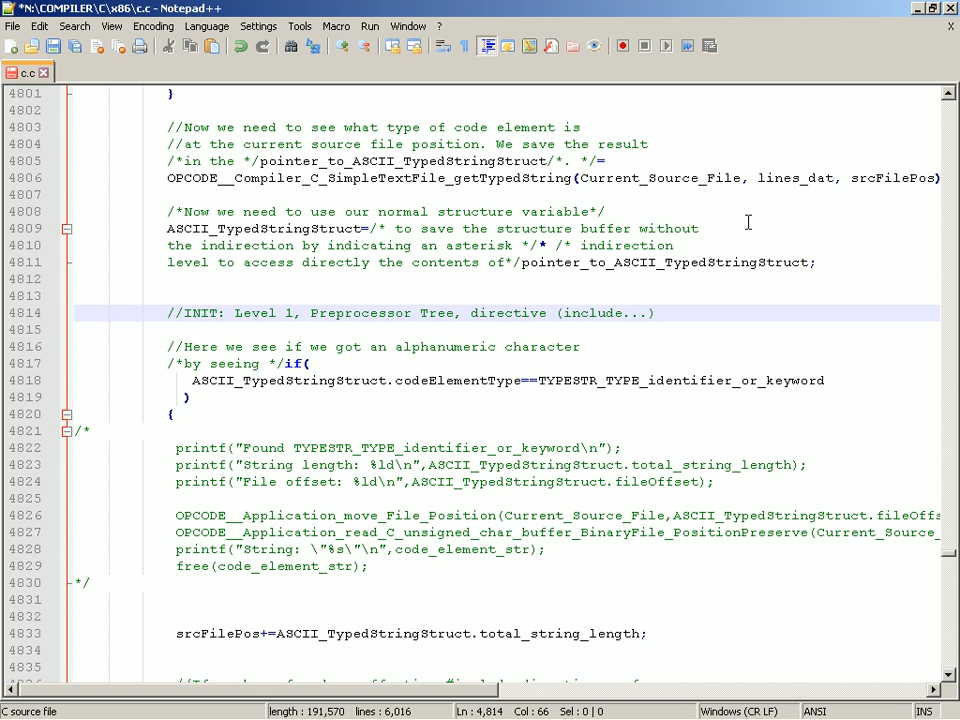 *N:\COMPILER\C\x86\c.c - Notepad++
File Edit Search View Encoding Language Settings Tools Macro Run Window ? X
c.c
4801 }
4802
4803 //Now we need to see what type of code element is
4804 //at the current source file position. We save the result
4805 /*in the */pointer_to_ASCII_TypedStringStruct/*. */=
4806 OPCODE__Compiler_C_SimpleTextFile_getTypedString(Current_Source_File, lines_dat, srcFilePos)
4807
4808 /*Now we need to use our normal structure variable*/
4809 ASCII_TypedStringStruct=/* to save the structure buffer without
4810 the indirection by indicating an asterisk */* /* indirection
4811 level to access directly the contents of*/pointer_to_ASCII_TypedStringStruct;
4812
4813
4814 //INIT: Level 1, Preprocessor Tree, directive (include...)
4815
4816 //Here we see if we got an alphanumeric character
4817 /*by seeing */if(
4818 ASCII_TypedStringStruct.codeElementType==TYPESTR_TYPE_identifier_or_keyword
4819 )
4820 {
4821 /*
4822 printf("Found TYPESTR_TYPE_identifier_or_keyword\n");
4823 printf("String length: %ld\n",ASCII_TypedStringStruct.total_string_length);
4824 printf("File offset: %ld\n",ASCII_TypedStringStruct.fileOffset);
4825
4826 OPCODE__Application_move_File_Position(Current_Source_File,ASCII_TypedStringStruct.fileOffs
4827 OPCODE__Application_read_C_unsigned_char_buffer_BinaryFile_PositionPreserve(Current_Source_
4828 printf("String: \"%s\"\n",code_element_str);
4829 free(code_element_str);
4830 */
4831
4832
4833 srcFilePos+=ASCII_TypedStringStruct.total_string_length;
4834
4835
C source file length : 191,570 lines : 6,016 Ln : 4,814 Col : 66 Sel : 0 | 0 Windows (CR LF) ANSI INS